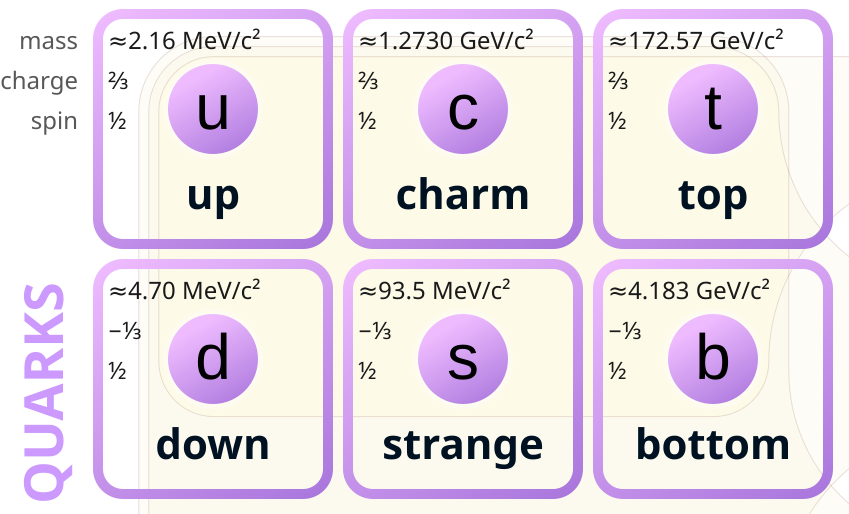 mass
charge
spin
≈2.16 MeV/c²
⅔
½
u
up
≈1.2730 GeV/c²
⅔
½
c
charm
≈172.57 GeV/c²
⅔
½
t
top
QUARKS
≈4.70 MeV/c²
−⅓
½
d
down
≈93.5 MeV/c²
−⅓
½
s
strange
≈4.183 GeV/c²
−⅓
½
b
bottom